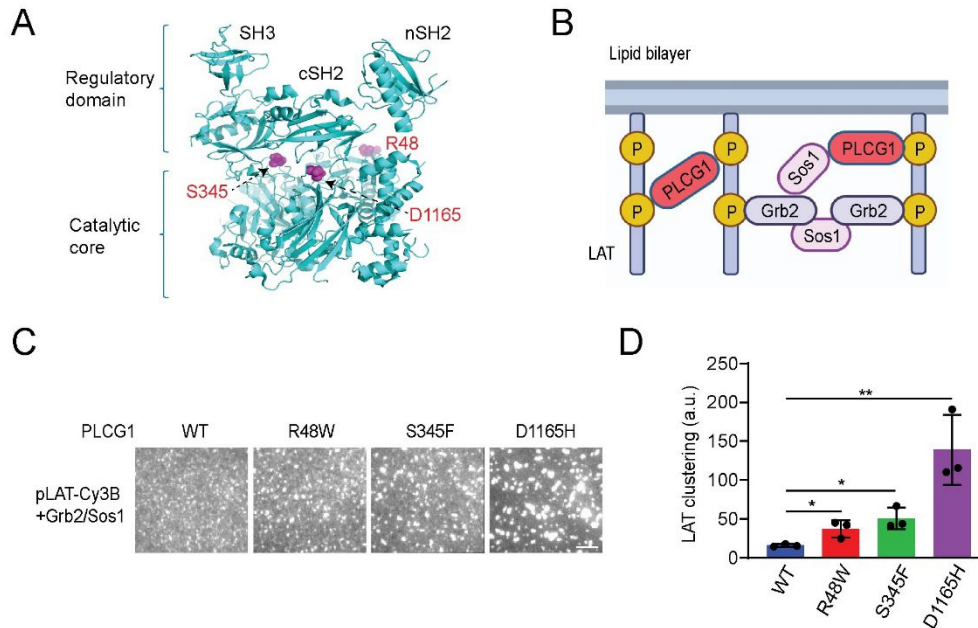 A
SH3
nSH2
cSH2
Regulatory
domain
R48
S345
D1165
Catalytic
core
B
Lipid bilayer
P
P
PLCG1
P
Sos1
PLCG1
P
P
Grb2
Grb2
P
Sos1
LAT
C
PLCG1
WT
R48W
S345F
D1165H
pLAT-Cy3B
+Grb2/Sos1
D
LAT clustering (a.u.)
250
200
150
100
50
0
**
*
*
WT
R48W
S345F
D1165H